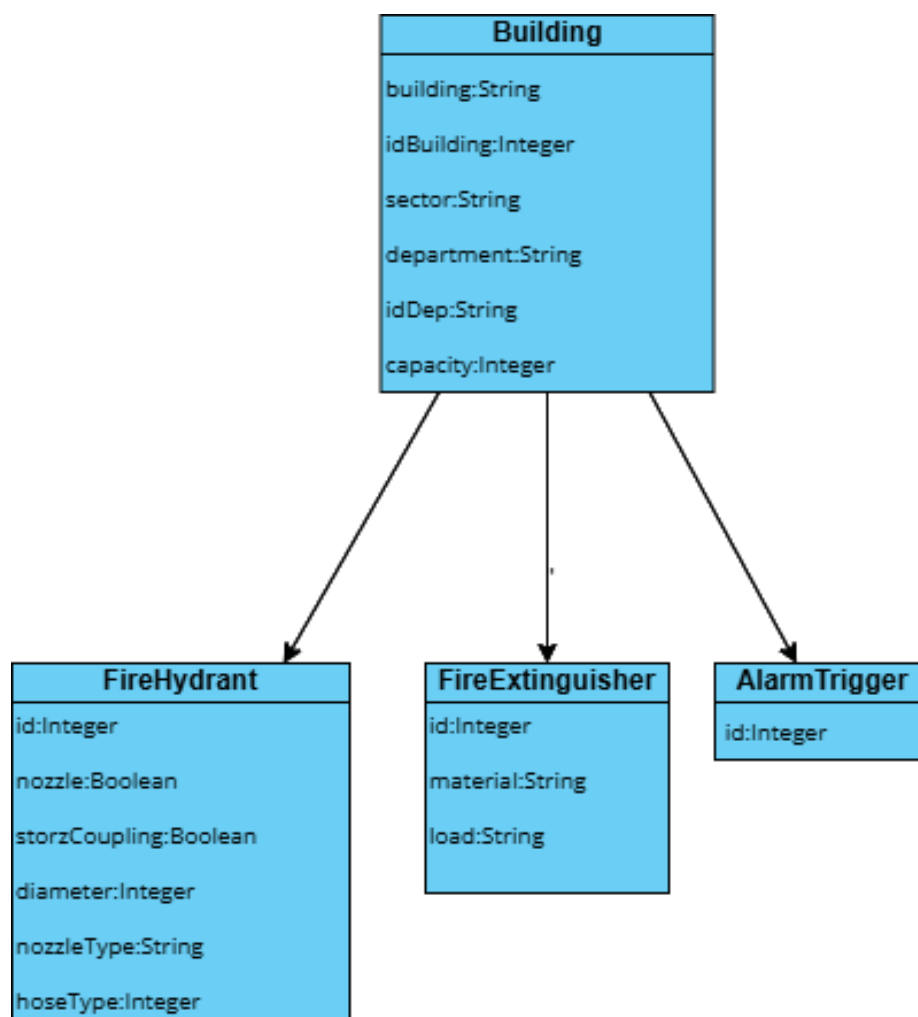 Building
building:String
idBuilding:Integer
sector:String
department:String
idDep:String
capacity:Integer
FireHydrant
id:Integer
nozzle:Boolean
storzCoupling:Boolean
diameter:Integer
nozzleType:String
hoseType:Integer
FireExtinguisher
id:Integer
material:String
load:String
AlarmTrigger
id:Integer